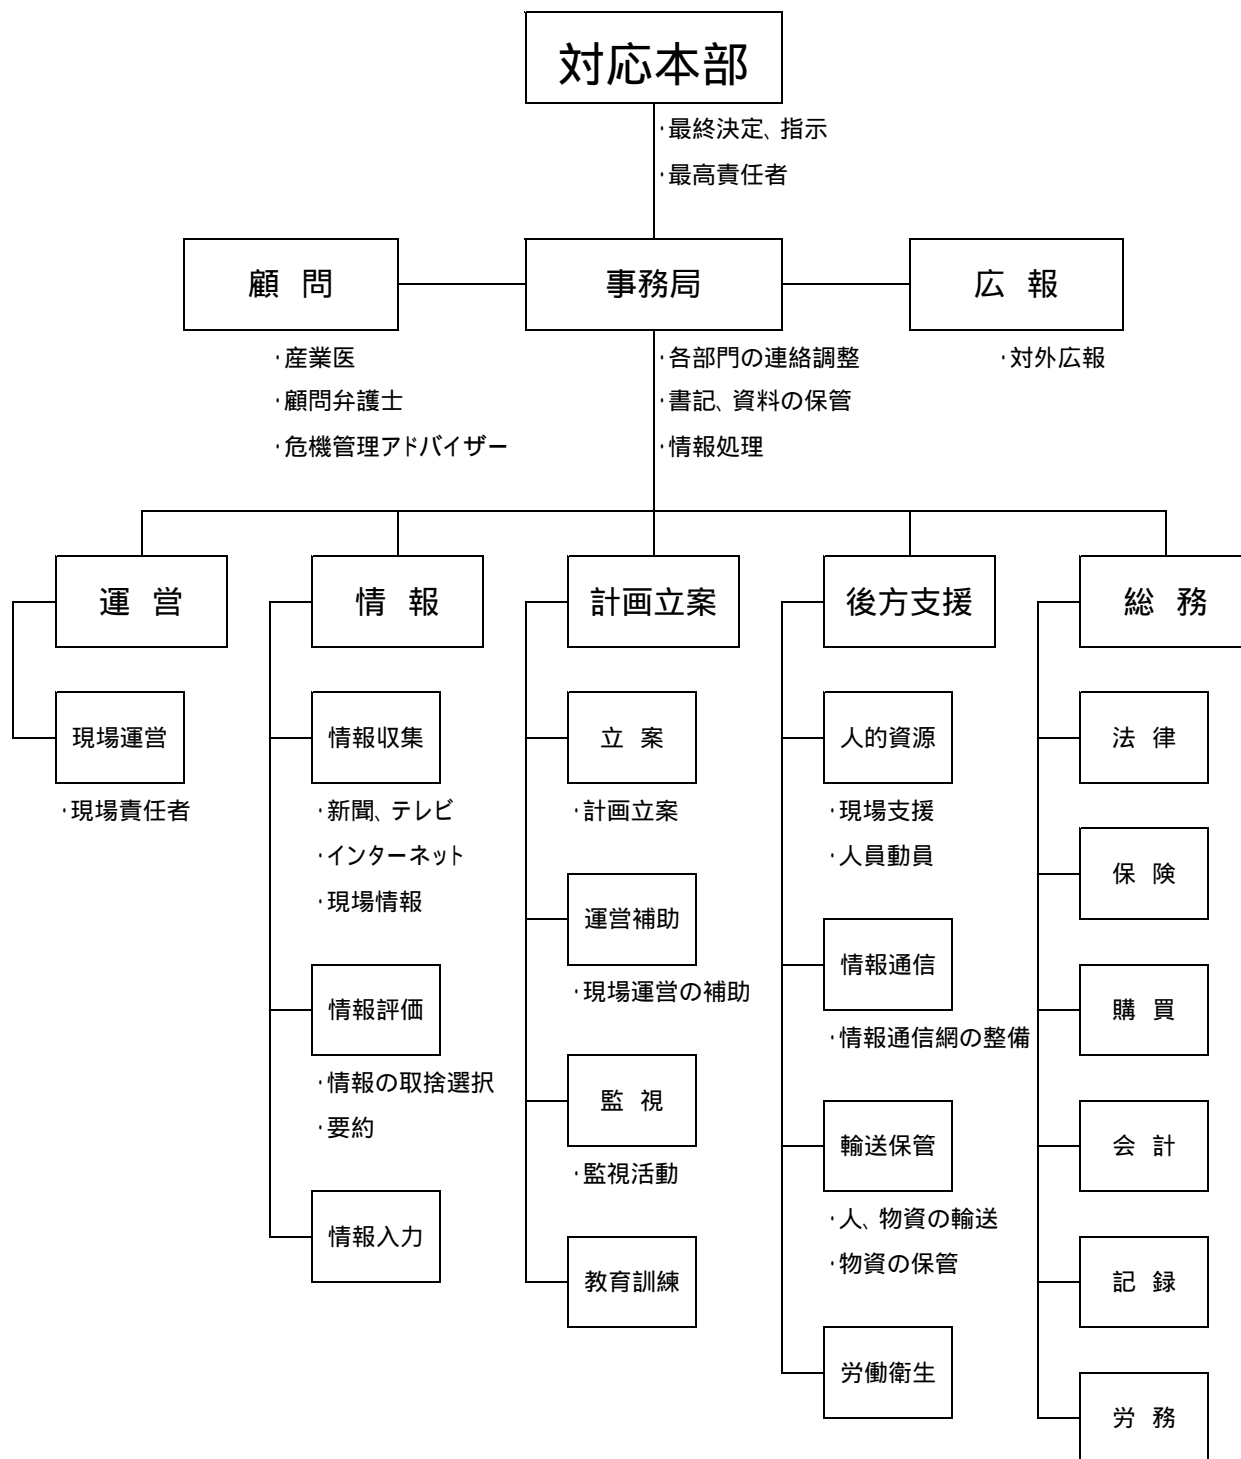 対応本部
・最終決定、指示
・最高責任者
顧 問
・産業医
・顧問弁護士
・危機管理アドバイザー
事務局
・各部門の連絡調整
・書記、資料の保管
・情報処理
広 報
・対外広報
運 営
現場運営
・現場責任者
情 報
情報収集
・新聞、テレビ
・インターネット
・現場情報
情報評価
・情報の取捨選択
・要約
情報入力
計画立案
立 案
・計画立案
運営補助
・現場運営の補助
監 視
・監視活動
教育訓練
後方支援
人的資源
・現場支援
・人員動員
情報通信
・情報通信網の整備
輸送保管
・人、物資の輸送
・物資の保管
労働衛生
総 務
法 律
保 険
購 買
会 計
記 録
労 務